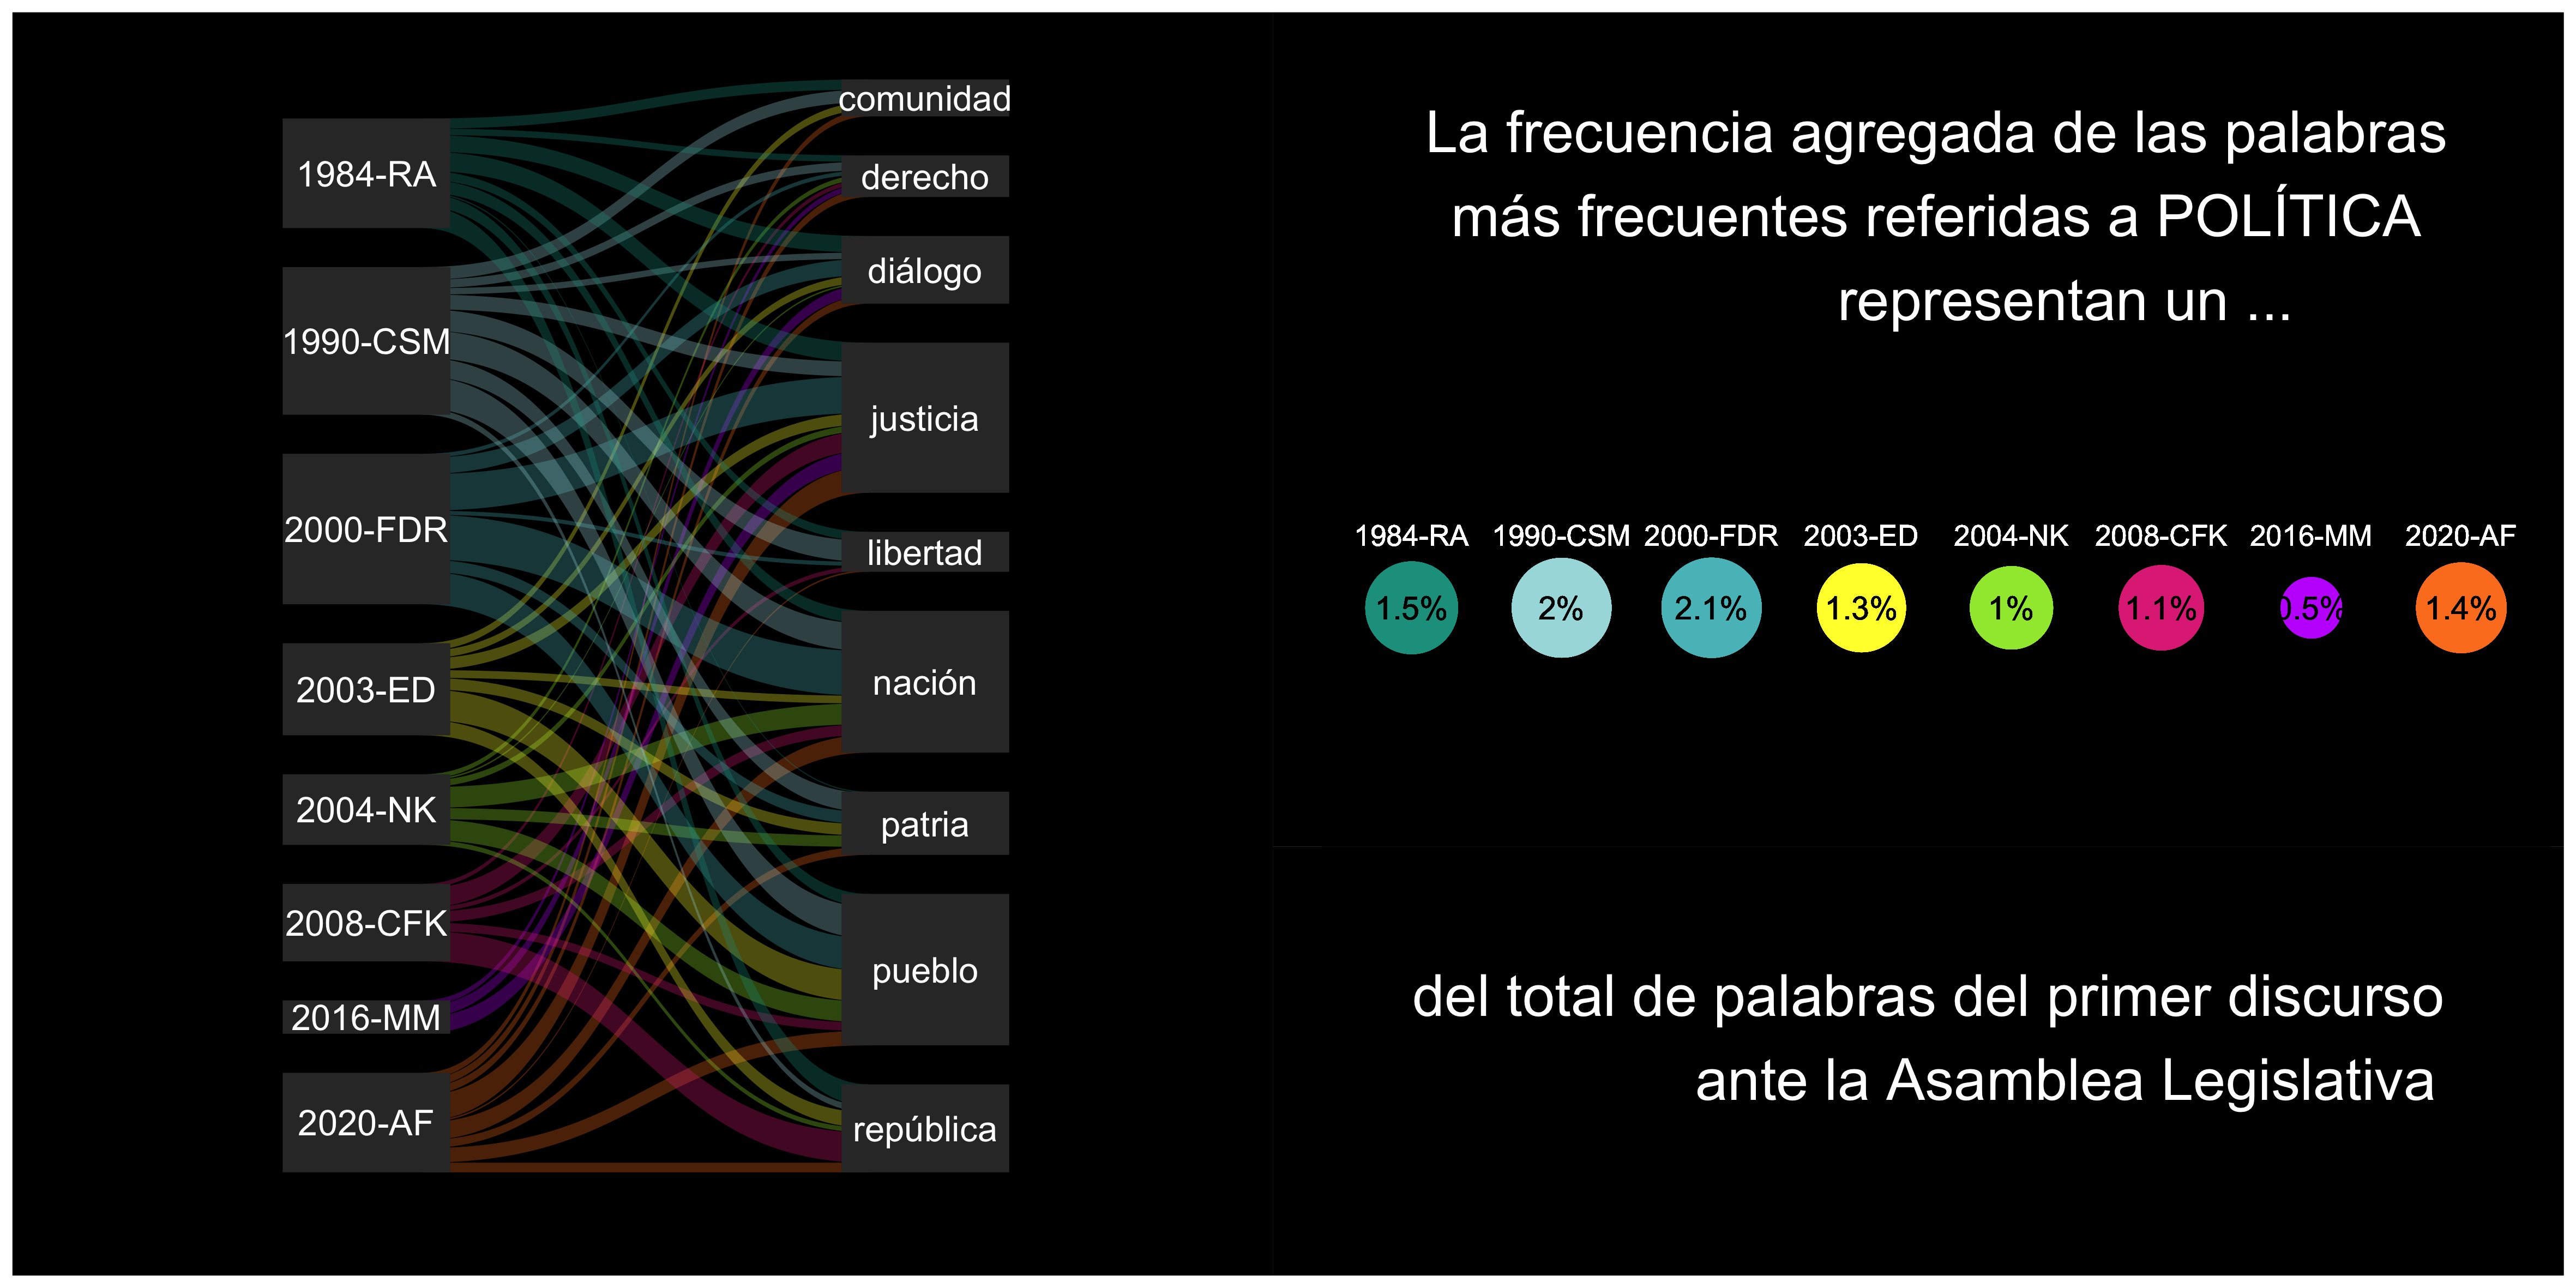 1984-RA
1990-CSM
2000-FDR
2003-ED
2004-NK
2008-CFK
2016-MM
2020-AF
comunidad
derecho
diálogo
justicia
libertad
nación
patria
pueblo
república
La frecuencia agregada de las palabras
más frecuentes referidas a POLÍTICA
representan un ...
1984-RA 1990-CSM 2000-FDR 2003-ED 2004-NK 2008-CFK 2016-MM 2020-AF
1.5% 2% 2.1% 1.3% 1% 1.1% 0.5% 1.4%
del total de palabras del primer discurso
ante la Asamblea Legislativa